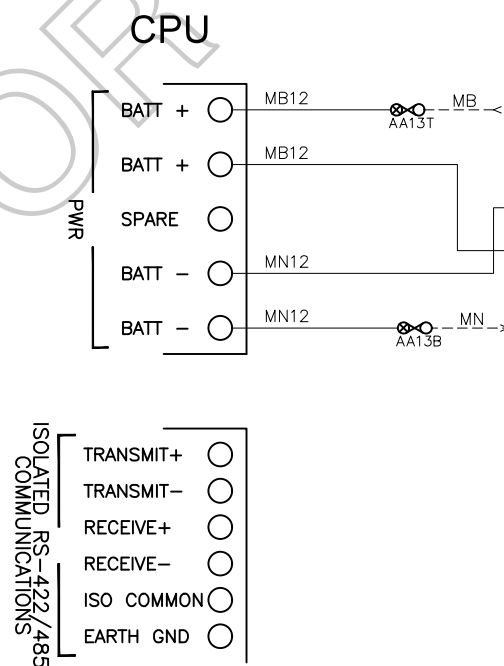 CPU
PWR
BATT + MB12 AA13T MB
BATT + MB12
SPARE
BATT - MN12
BATT - MN12 AA13B MN
ISOLATED RS-422/485
COMMUNICATIONS
TRANSMIT+
TRANSMIT-
RECEIVE+
RECEIVE-
ISO COMMON
EARTH GND
OR